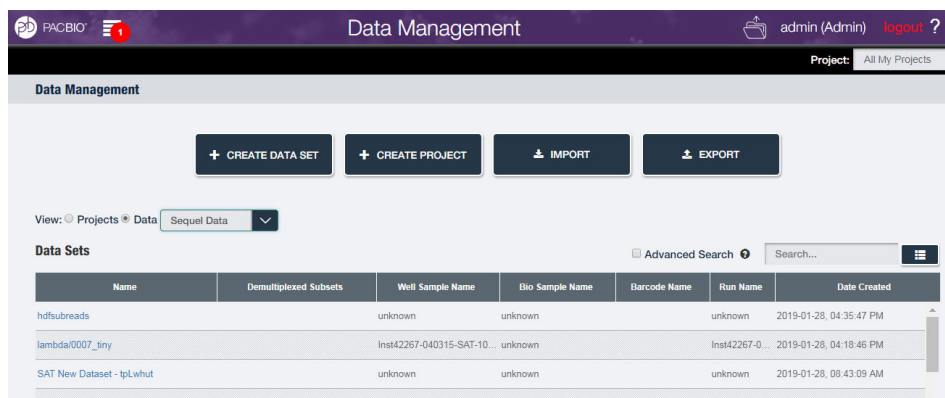 PACBIO® 1 Data Management admin (Admin) logout ?
Project: All My Projects
Data Management
+ CREATE DATA SET + CREATE PROJECT IMPORT EXPORT
View: Projects Data Sequel Data
Data Sets Advanced Search ? Search...
Name Demultiplexed Subsets Well Sample Name Bio Sample Name Barcode Name Run Name Date Created
hdfsubreads unknown unknown unknown 2019-01-28, 04:35:47 PM
lambda/0007_tiny Inst42267-040315-SAT-10... unknown Inst42267-0... 2019-01-28, 04:18:46 PM
SAT New Dataset - tpLwhut unknown unknown unknown 2019-01-28, 08:43:09 AM